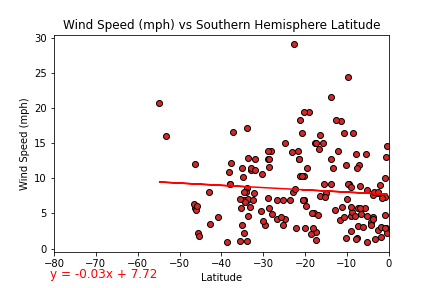 Wind Speed (mph) vs Southern Hemisphere Latitude
30
25
20
15
10
5
0
Wind Speed (mph)
−80 −70 −60 −50 −40 −30 −20 −10 0
Latitude
y = -0.03x + 7.72